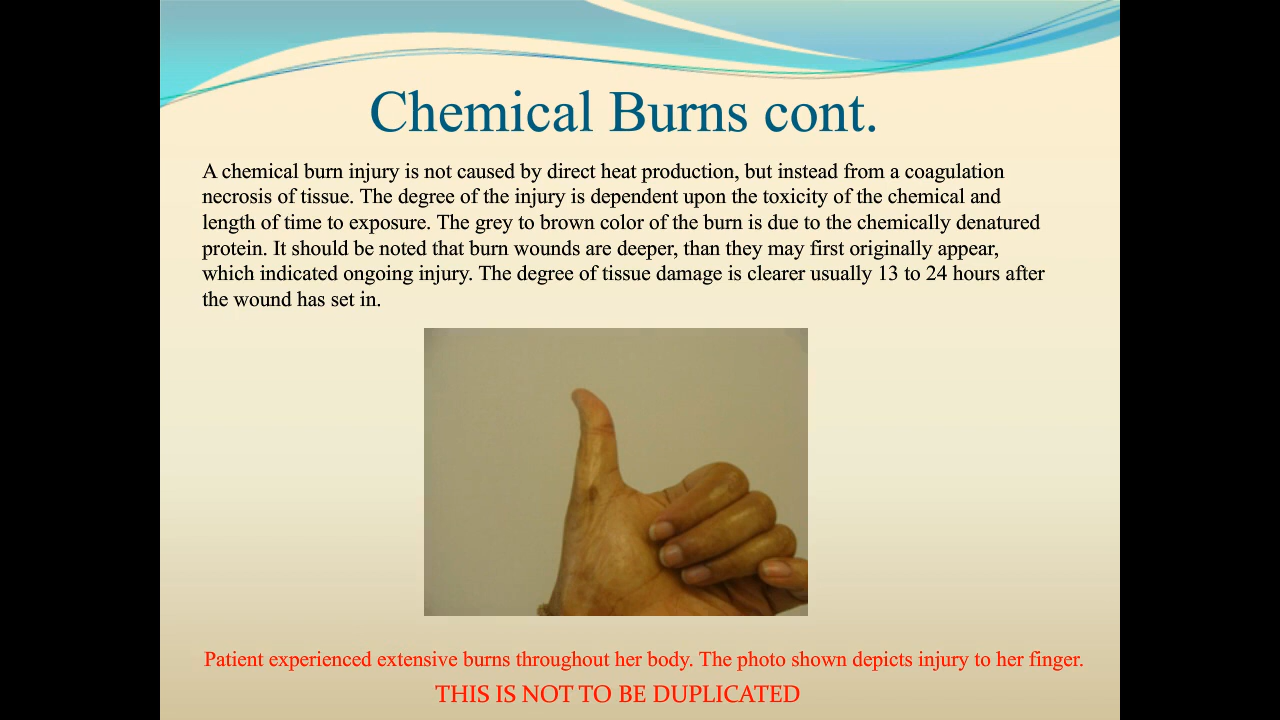 Chemical Burns cont.
A chemical burn injury is not caused by direct heat production, but instead from a coagulation
necrosis of tissue. The degree of the injury is dependent upon the toxicity of the chemical and
length of time to exposure. The grey to brown color of the burn is due to the chemically denatured
protein. It should be noted that burn wounds are deeper, than they may first originally appear,
which indicated ongoing injury. The degree of tissue damage is clearer usually 13 to 24 hours after
the wound has set in.
Patient experienced extensive burns throughout her body. The photo shown depicts injury to her finger.
THIS IS NOT TO BE DUPLICATED